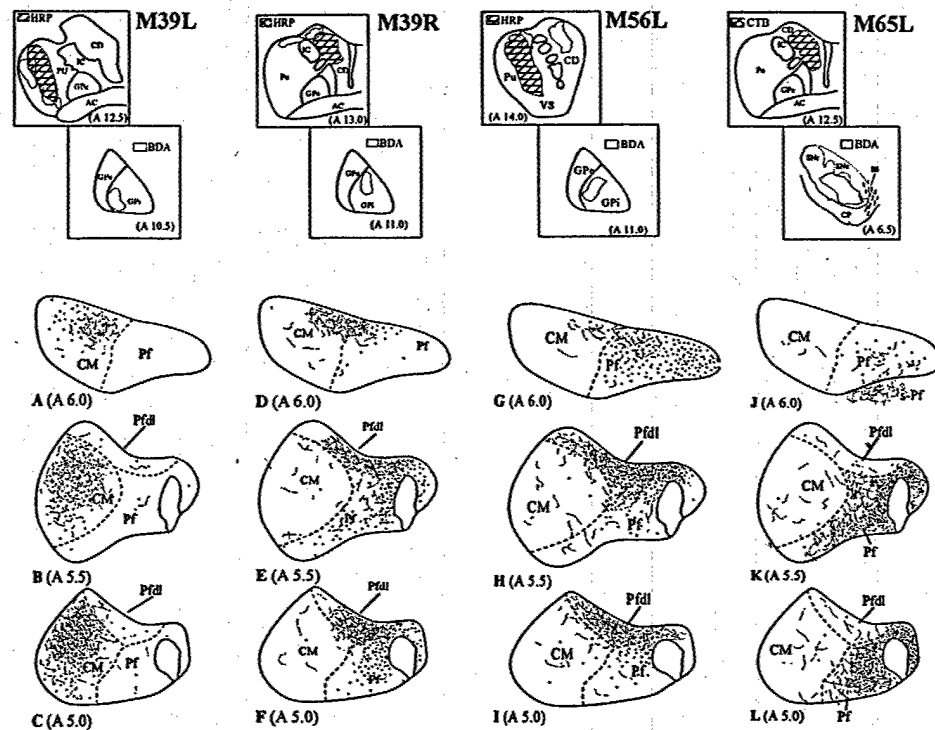 HRP M39L
CD
PU IC
GPe
AC
(A 12.5)
BDA
GPe
GPi
(A 10.5)
HRP M39R
IC
Pu CD
GPe
AC
(A 13.0)
BDA
GPe
GPi
(A 11.0)
HRP M56L
Pu CD
VS
(A 14.0)
BDA
GPe
GPi
(A 11.0)
CTB M65L
CD
IC
Pu
GPe
AC
(A 12.5)
BDA
SNr SNc
CP
(A 6.5)
CM Pf
A (A 6.0)
CM Pf
D (A 6.0)
CM Pf
G (A 6.0)
CM Pf
sPf
J (A 6.0)
Pfdl
CM
Pf
B (A 5.5)
Pfdl
CM
Pf
E (A 5.5)
Pfdl
CM
Pf
H (A 5.5)
Pfdl
CM
Pf
K (A 5.5)
Pfdl
CM Pf
C (A 5.0)
Pfdl
CM
Pf
F (A 5.0)
Pfdl
CM
Pf
I (A 5.0)
Pfdl
CM
Pf
L (A 5.0)